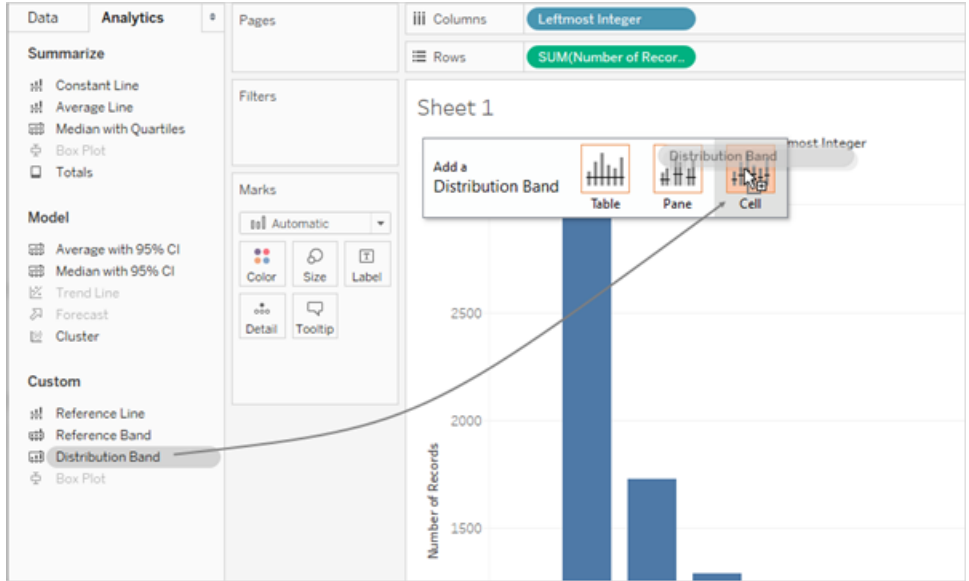 Data
Analytics
Summarize
Constant Line
Average Line
Median with Quartiles
Box Plot
Totals
Model
Average with 95% CI
Median with 95% CI
Trend Line
Forecast
Cluster
Custom
Reference Line
Reference Band
Distribution Band
Box Plot
Pages
Filters
Marks
Automatic
Color
Size
Label
Detail
Tooltip
Columns
Leftmost Integer
Rows
SUM(Number of Recor..
Sheet 1
most Integer
Add a
Distribution Band
Distribution Band
Table
Pane
Cell
2500
2000
1500
Number of Records